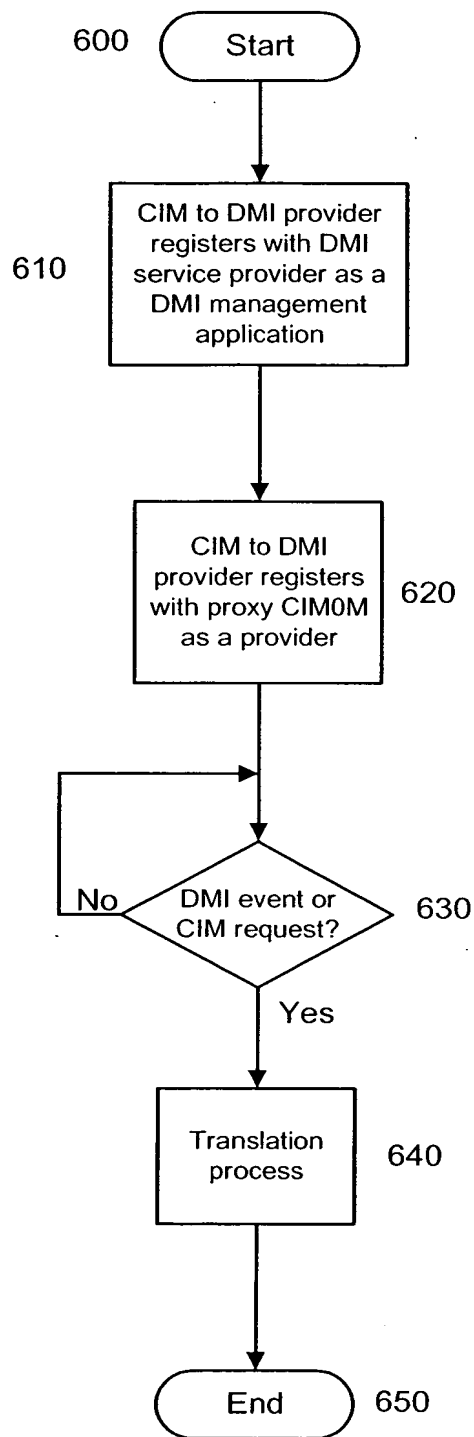 600
Start
610
CIM to DMI provider
registers with DMI
service provider as a
DMI management
application
CIM to DMI
provider registers
with proxy CIM0M
as a provider
620
No
DMI event or
CIM request?
630
Yes
Translation
process
640
End
650